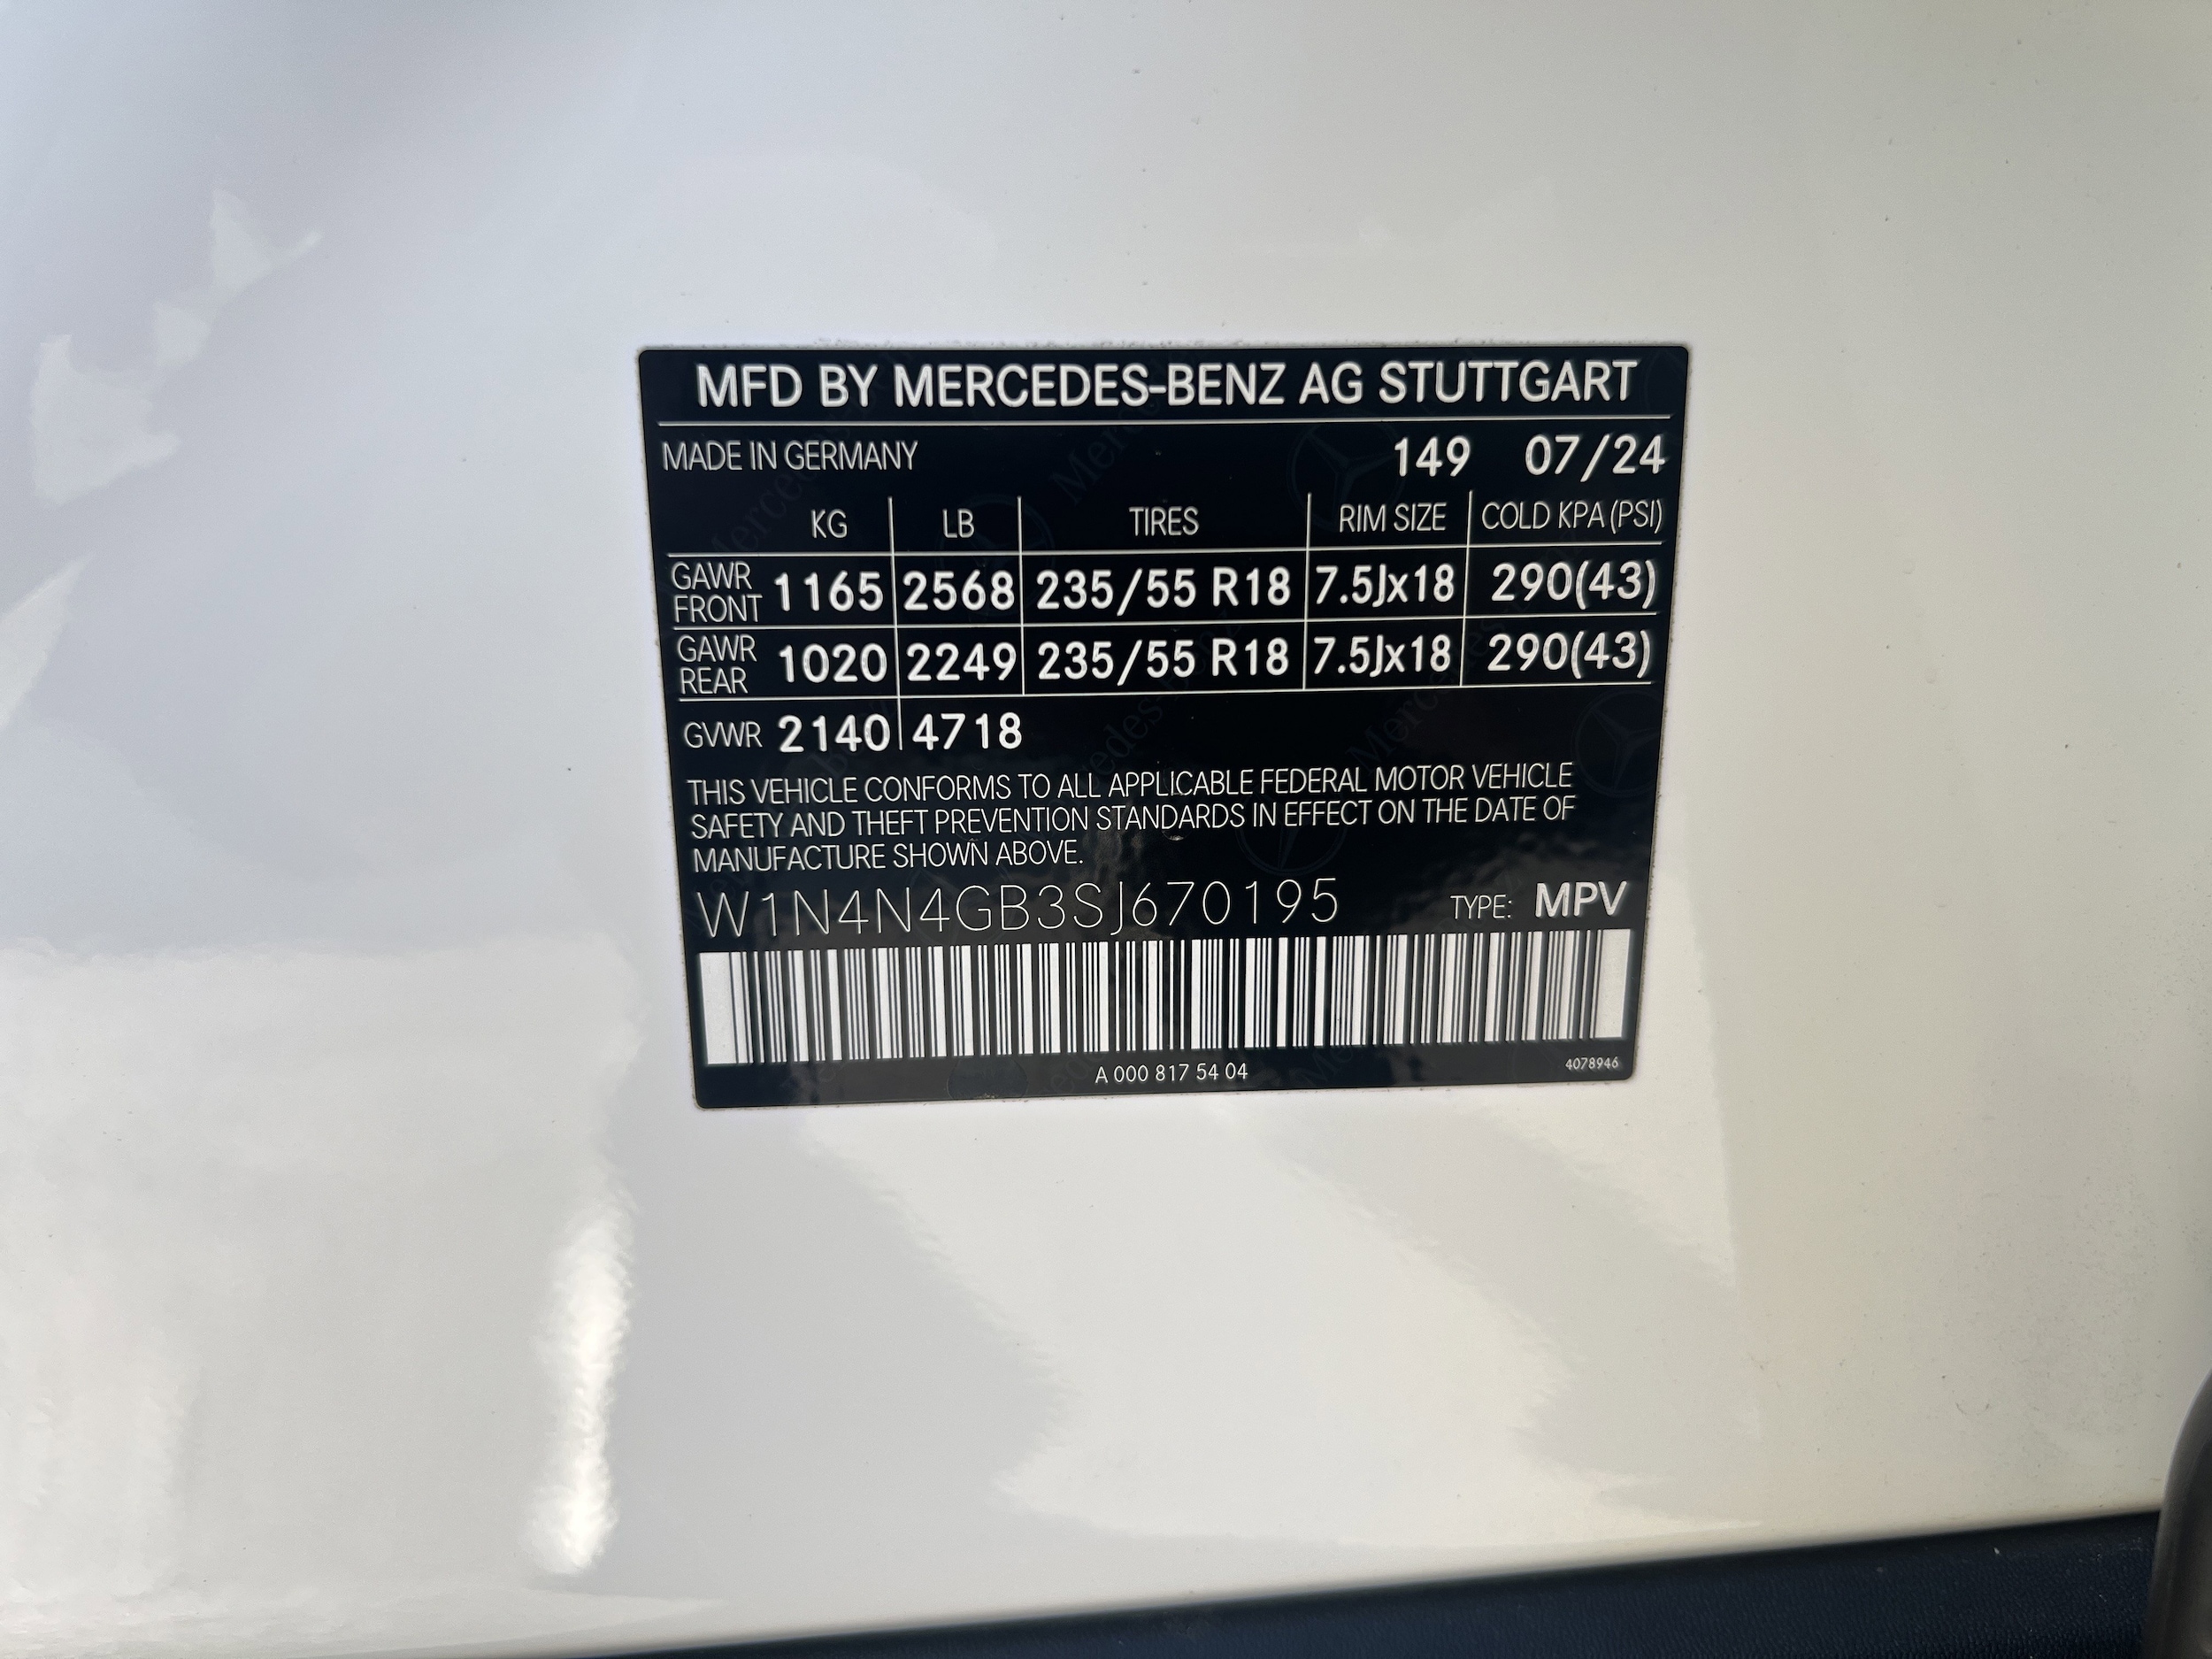 MFD BY MERCEDES-BENZ AG STUTTGART
MADE IN GERMANY 149 07/24
KG LB TIRES RIM SIZE COLD KPA (PSI)
GAWR FRONT 1165 2568 235/55 R18 7.5Jx18 290(43)
GAWR REAR 1020 2249 235/55 R18 7.5Jx18 290(43)
GVWR 2140 4718
THIS VEHICLE CONFORMS TO ALL APPLICABLE FEDERAL MOTOR VEHICLE
SAFETY AND THEFT PREVENTION STANDARDS IN EFFECT ON THE DATE OF
MANUFACTURE SHOWN ABOVE.
W1N4N4GB3SJ670195 TYPE: MPV
A 000 817 54 04 4078946